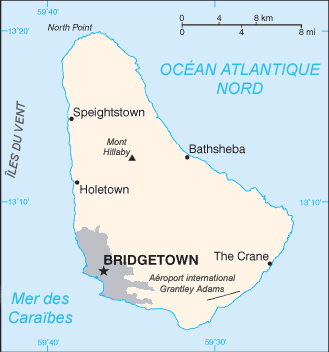 59°40'
59°30'
13°20'
North Point
0 4 8 km
0 4 8 mi
OCÉAN ATLANTIQUE
NORD
ÎLES DU VENT
Speightstown
Mont
Hillaby
Bathsheba
Holetown
13°10'
13°10'
BRIDGETOWN
The Crane
Aéroport international
Grantley Adams
Mer des
Caraïbes
59°40'
59°30'